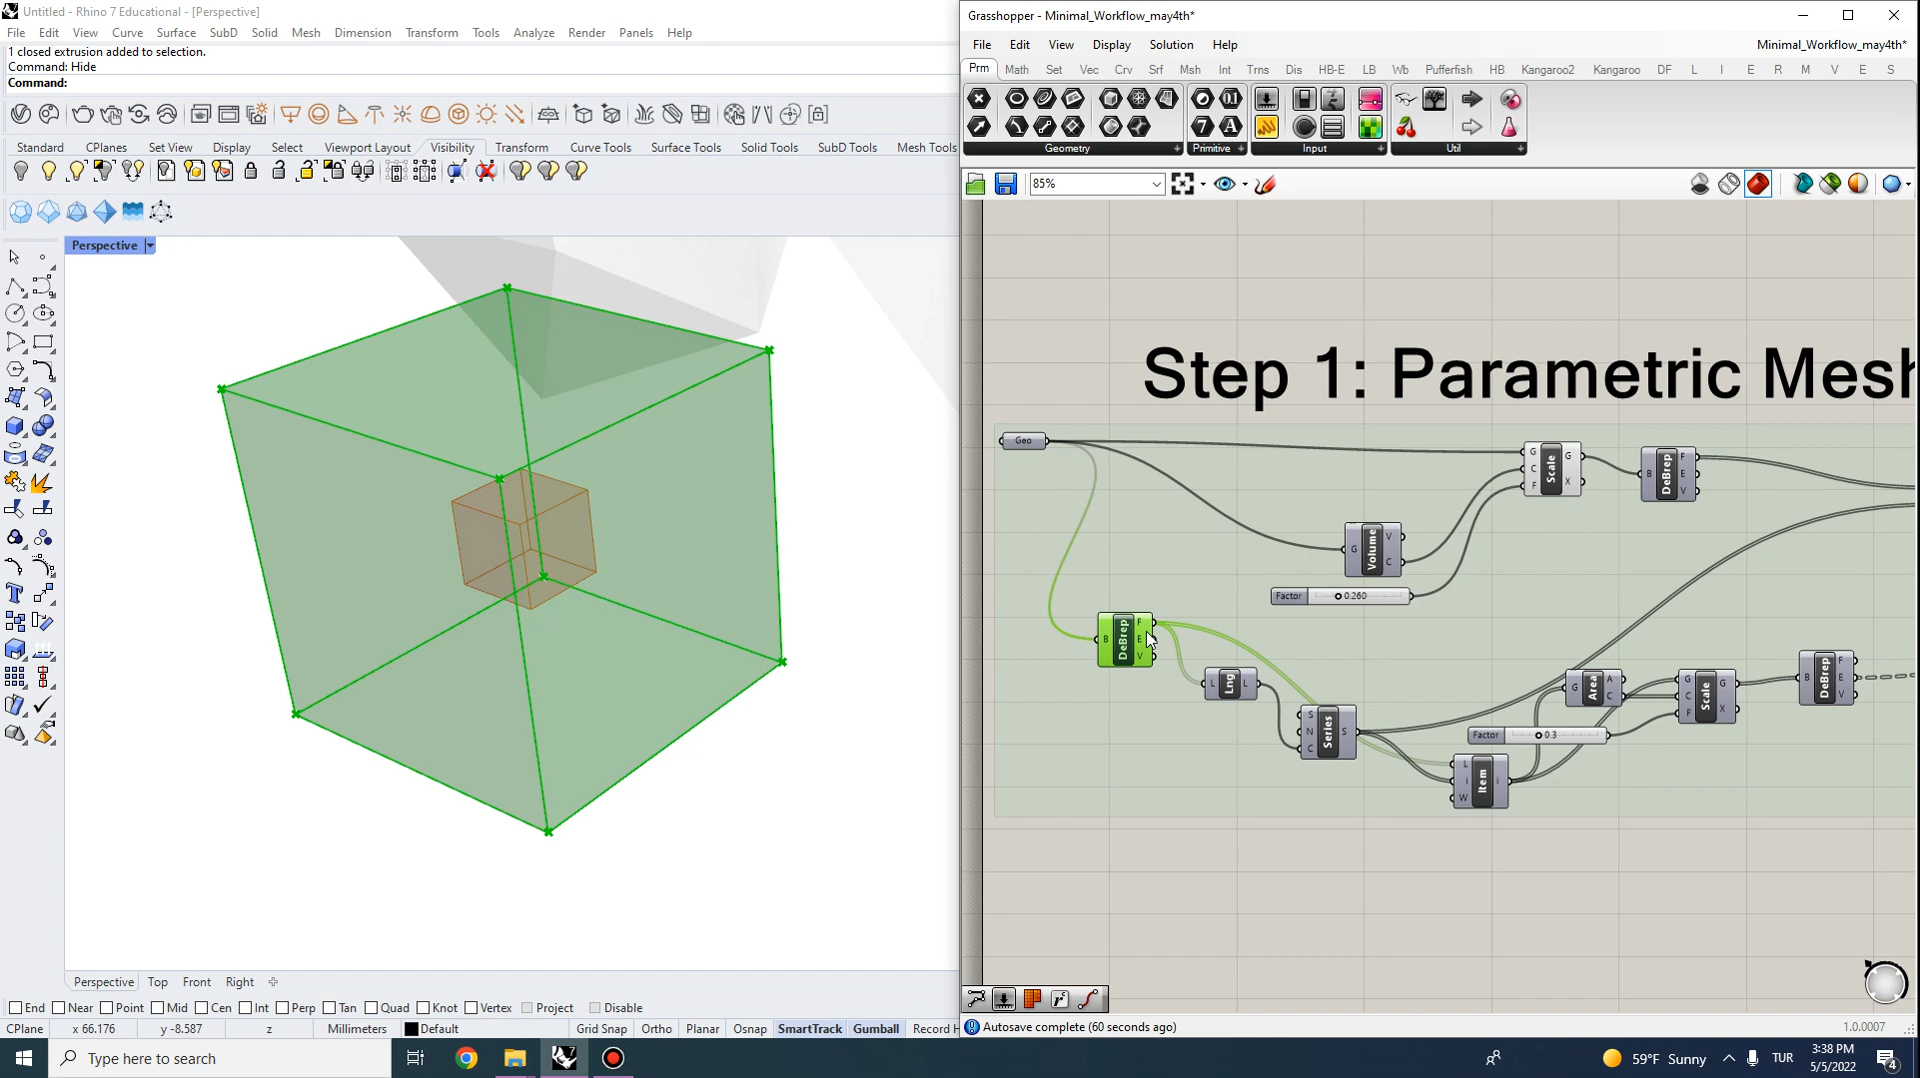 Untitled - Rhino 7 Educational - [Perspective]
File Edit View Curve Surface SubD Solid Mesh Dimension Transform Tools Analyze Render Panels Help
1 closed extrusion added to selection.
Command: Hide
Command:
Standard CPlanes Set View Display Select Viewport Layout Visibility Transform Curve Tools Surface Tools Solid Tools SubD Tools Mesh Tools
Perspective
Perspective Top Front Right
End Near Point Mid Cen Int Perp Tan Quad Knot Vertex Project Disable
CPlane x 66.176 y -8.587 z Millimeters Default Grid Snap Ortho Planar Osnap SmartTrack Gumball Record H
Grasshopper - Minimal_Workflow_may4th*
File Edit View Display Solution Help Minimal_Workflow_may4th*
Prm Math Set Vec Crv Srf Msh Int Trns Dis HB-E LB Wb Pufferfish HB Kangaroo2 Kangaroo DF L I E R M V E S
Geometry Primitive Input Util
85%
Step 1: Parametric Mesh
Geo
G C F Scale G X
B DeBrep F E V
G Volume V C
Factor 0.260
B DeBrep F E V
L Lng L
S N C Series S
G Area A C
G C F Scale G X
B DeBrep F E V
Factor 0.3
L i W Item i
Autosave complete (60 seconds ago) 1.0.0007
Type here to search
59°F Sunny TUR
3:38 PM
5/5/2022
4